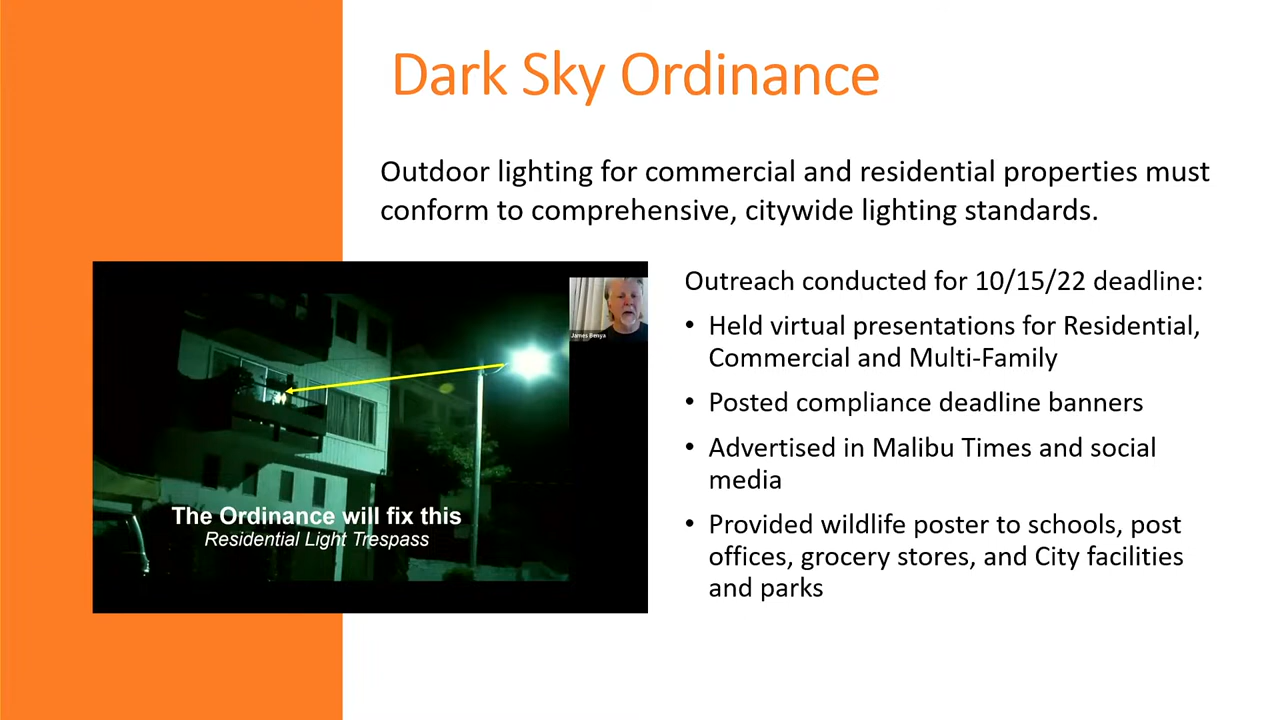 Dark Sky Ordinance
Outdoor lighting for commercial and residential properties must
conform to comprehensive, citywide lighting standards.
James Benya
The Ordinance will fix this
Residential Light Trespass
Outreach conducted for 10/15/22 deadline:
• Held virtual presentations for Residential,
Commercial and Multi-Family
• Posted compliance deadline banners
• Advertised in Malibu Times and social
media
• Provided wildlife poster to schools, post
offices, grocery stores, and City facilities
and parks